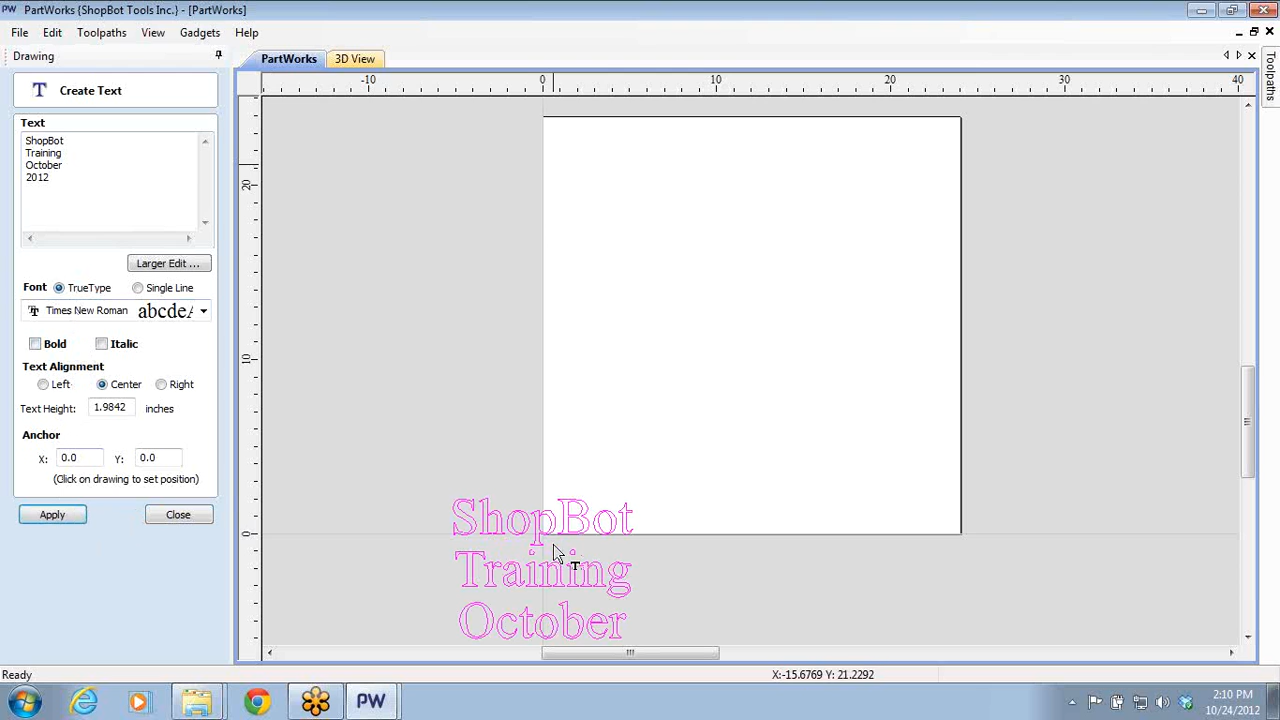 PW PartWorks {ShopBot Tools Inc.} - [PartWorks]
File Edit Toolpaths View Gadgets Help
Drawing
PartWorks 3D View
Toolpaths
T Create Text
-10 0 10 20 30 40
Text
ShopBot
Training
October
2012
20
Larger Edit ...
Font TrueType Single Line
Times New Roman abcdeA
Bold Italic
10
Text Alignment
Left Center Right
Text Height: 1.9842 inches
Anchor
X: 0.0 Y: 0.0
(Click on drawing to set position)
Apply Close
0
ShopBot
Training
October
Ready X:-15.6769 Y: 21.2292
PW
2:10 PM
10/24/2012